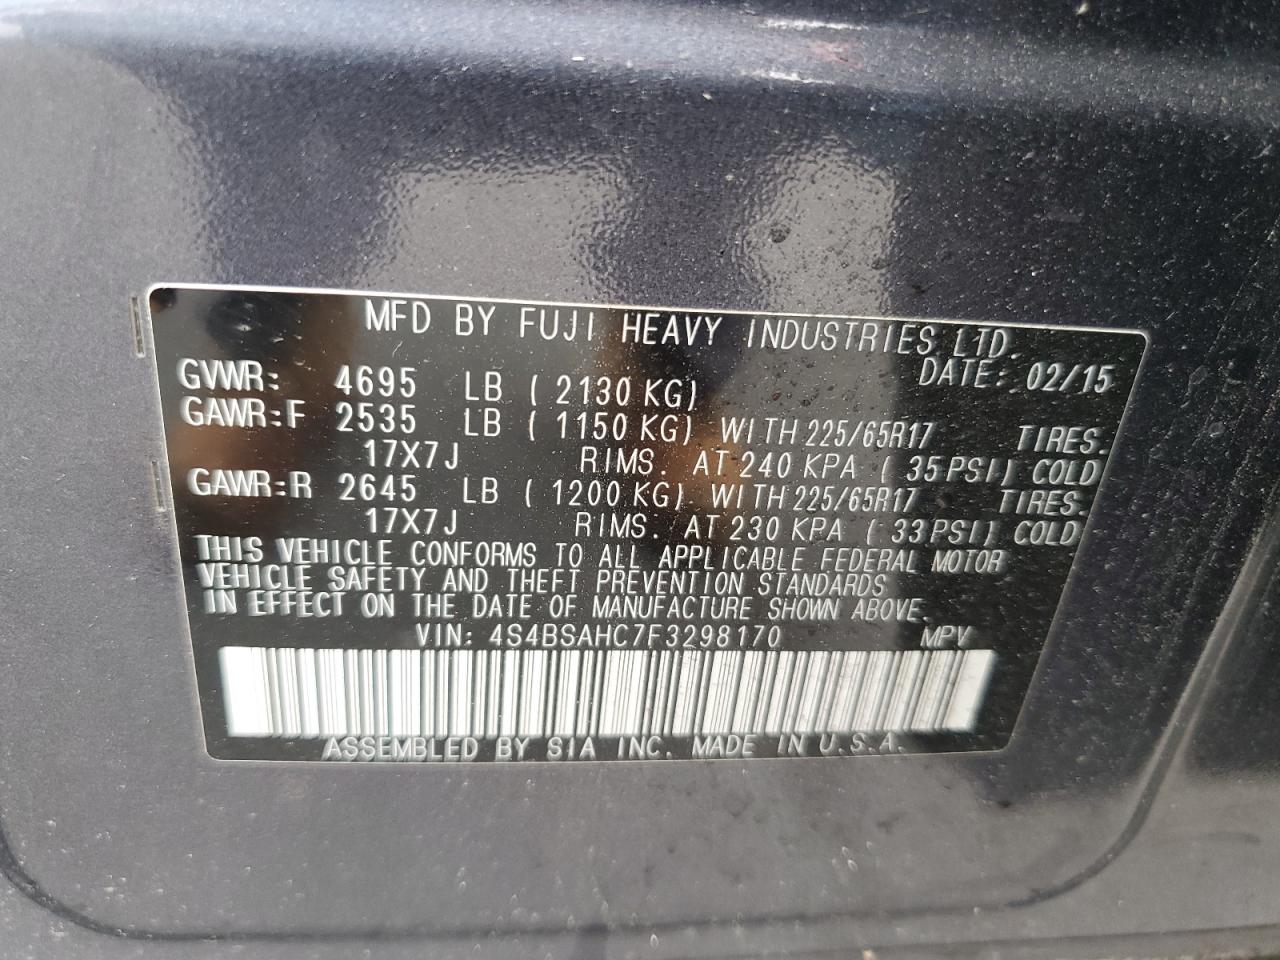 MFD BY FUJI HEAVY INDUSTRIES LTD.
DATE: 02/15
GVWR: 4695 LB ( 2130 KG)
GAWR:F 2535 LB ( 1150 KG) WITH 225/65R17 TIRES.
17X7J RIMS. AT 240 KPA ( 35 PSI) COLD
GAWR:R 2645 LB ( 1200 KG) WITH 225/65R17 TIRES.
17X7J RIMS. AT 230 KPA ( 33 PSI) COLD
THIS VEHICLE CONFORMS TO ALL APPLICABLE FEDERAL MOTOR
VEHICLE SAFETY AND THEFT PREVENTION STANDARDS
IN EFFECT ON THE DATE OF MANUFACTURE SHOWN ABOVE.
VIN: 4S4BSAHC7F3298170 MPV
ASSEMBLED BY SIA INC. MADE IN U.S.A.